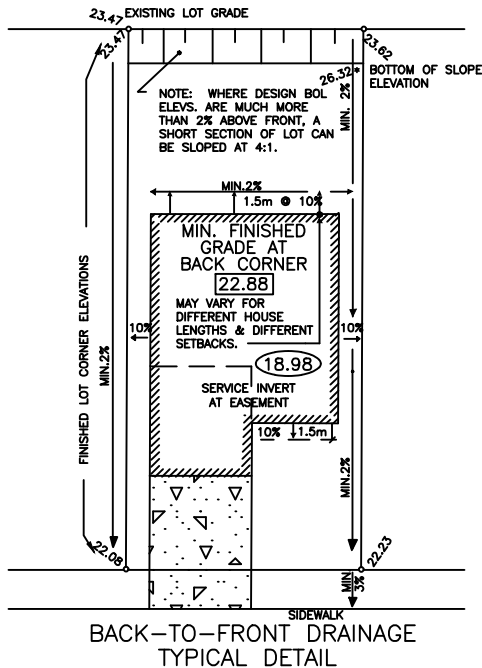 23.47
EXISTING LOT GRADE
23.47
23.62
26.32*
BOTTOM OF SLOPE
ELEVATION
NOTE: WHERE DESIGN BOL
ELEVS. ARE MUCH MORE
THAN 2% ABOVE FRONT, A
SHORT SECTION OF LOT CAN
BE SLOPED AT 4:1.
MIN. 2%
MIN.2%
1.5m @ 10%
MIN. FINISHED
GRADE AT
BACK CORNER
22.88
MAY VARY FOR
DIFFERENT HOUSE
LENGTHS & DIFFERENT
SETBACKS.
10%
10%
18.98
SERVICE INVERT
AT EASEMENT
FINISHED LOT CORNER ELEVATIONS
MIN.2%
10%
1.5m
MIN.2%
22.08
22.23
MIN
3%
SIDEWALK
BACK-TO-FRONT DRAINAGE
TYPICAL DETAIL